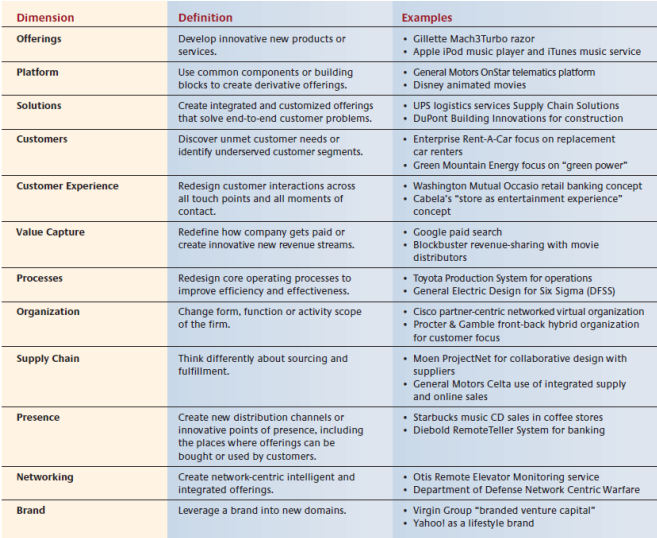 Dimension Definition Examples
Offerings Develop innovative new products or • Gillette Mach3Turbo razor
services. • Apple iPod music player and iTunes music service
Platform Use common components or building • General Motors OnStar telematics platform
blocks to create derivative offerings. • Disney animated movies
Solutions Create integrated and customized offerings • UPS logistics services Supply Chain Solutions
that solve end-to-end customer problems. • DuPont Building Innovations for construction
Customers Discover unmet customer needs or • Enterprise Rent-A-Car focus on replacement
identify underserved customer segments. car renters
• Green Mountain Energy focus on “green power”
Customer Experience Redesign customer interactions across • Washington Mutual Occasio retail banking concept
all touch points and all moments of • Cabela's “store as entertainment experience”
contact. concept
Value Capture Redefine how company gets paid or • Google paid search
create innovative new revenue streams. • Blockbuster revenue-sharing with movie
distributors
Processes Redesign core operating processes to • Toyota Production System for operations
improve efficiency and effectiveness. • General Electric Design for Six Sigma (DFSS)
Organization Change form, function or activity scope • Cisco partner-centric networked virtual organization
of the firm. • Procter & Gamble front-back hybrid organization
for customer focus
Supply Chain Think differently about sourcing and • Moen ProjectNet for collaborative design with
fulfillment. suppliers
• General Motors Celta use of integrated supply
and online sales
Presence Create new distribution channels or • Starbucks music CD sales in coffee stores
innovative points of presence, including • Diebold RemoteTeller System for banking
the places where offerings can be
bought or used by customers.
Networking Create network-centric intelligent and • Otis Remote Elevator Monitoring service
integrated offerings. • Department of Defense Network Centric Warfare
Brand Leverage a brand into new domains. • Virgin Group “branded venture capital”
• Yahoo! as a lifestyle brand